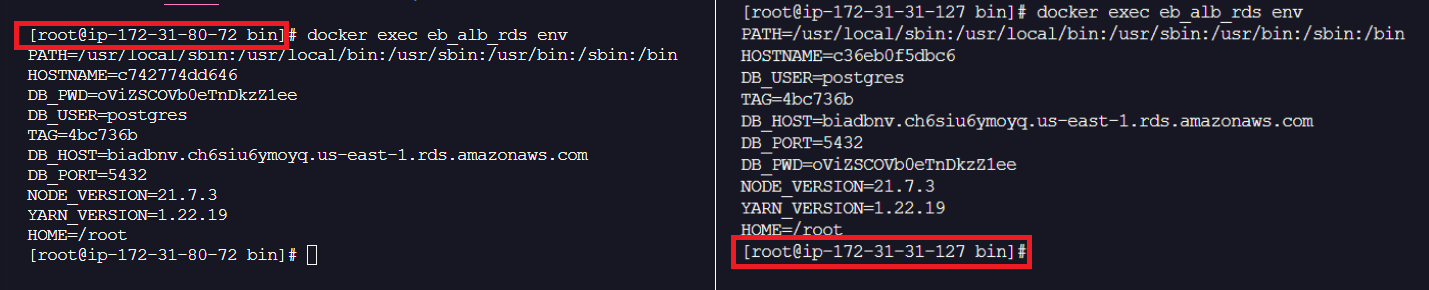 [root@ip-172-31-80-72 bin]# docker exec eb_alb_rds env
PATH=/usr/local/sbin:/usr/local/bin:/usr/sbin:/usr/bin:/sbin:/bin
HOSTNAME=c742774dd646
DB_PWD=oViZSCOVb0eTnDkzZ1ee
DB_USER=postgres
TAG=4bc736b
DB_HOST=biadbnv.ch6siu6ymoyq.us-east-1.rds.amazonaws.com
DB_PORT=5432
NODE_VERSION=21.7.3
YARN_VERSION=1.22.19
HOME=/root
[root@ip-172-31-80-72 bin]#
[root@ip-172-31-31-127 bin]# docker exec eb_alb_rds env
PATH=/usr/local/sbin:/usr/local/bin:/usr/sbin:/usr/bin:/sbin:/bin
HOSTNAME=c36eb0f5dbc6
DB_USER=postgres
TAG=4bc736b
DB_HOST=biadbnv.ch6siu6ymoyq.us-east-1.rds.amazonaws.com
DB_PORT=5432
DB_PWD=oViZSCOVb0eTnDkzZ1ee
NODE_VERSION=21.7.3
YARN_VERSION=1.22.19
HOME=/root
[root@ip-172-31-31-127 bin]#